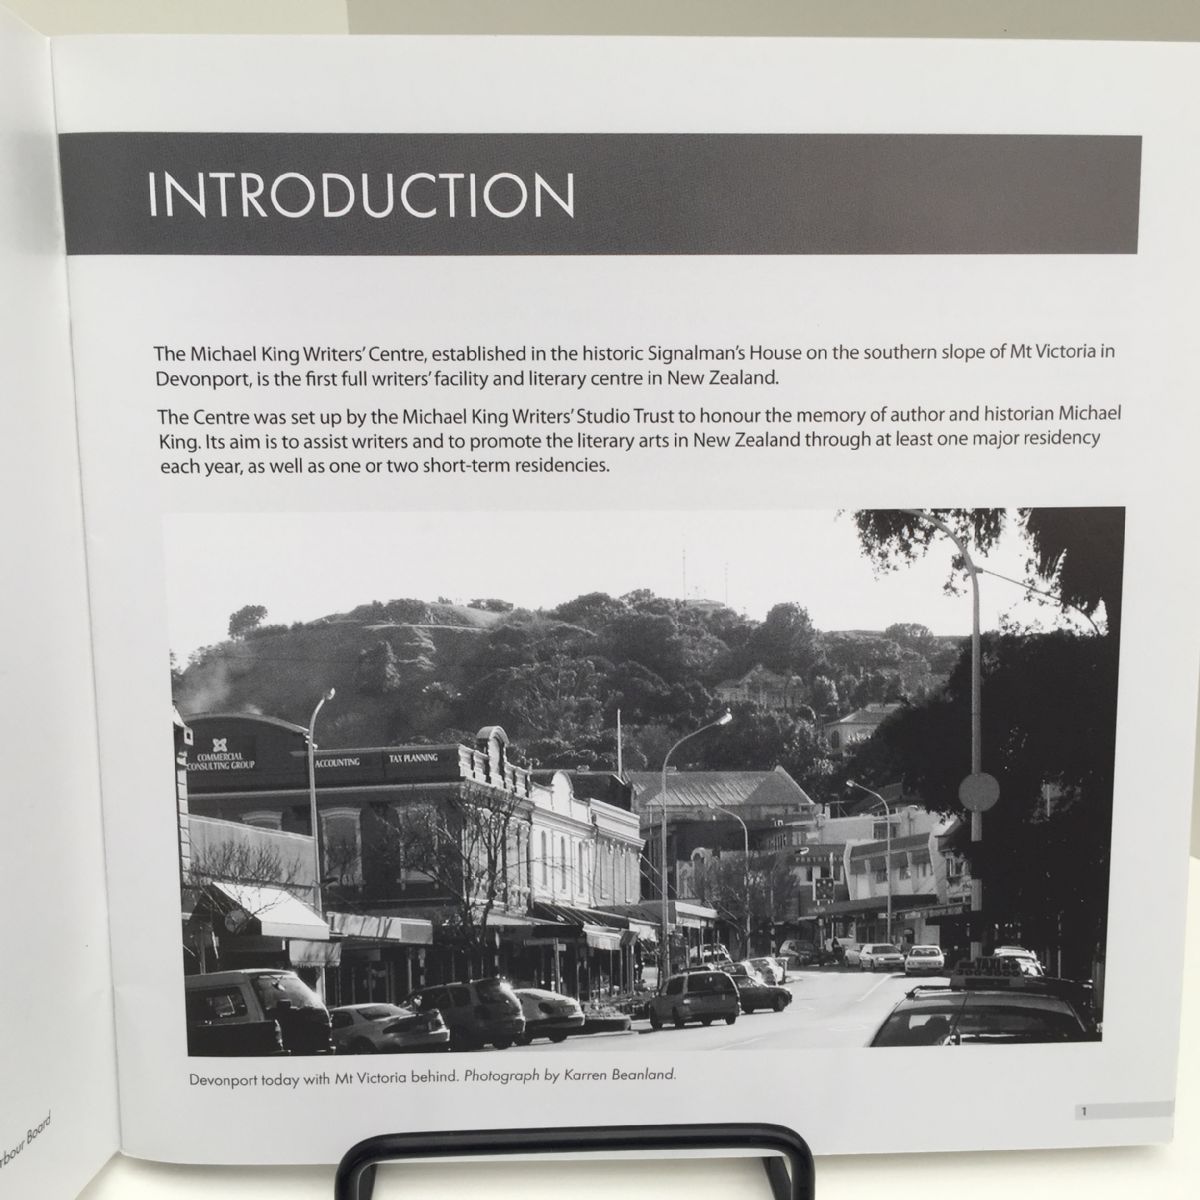 INTRODUCTION
The Michael King Writers' Centre, established in the historic Signalman's House on the southern slope of Mt Victoria in
Devonport, is the first full writers' facility and literary centre in New Zealand.
The Centre was set up by the Michael King Writers' Studio Trust to honour the memory of author and historian Michael
King. Its aim is to assist writers and to promote the literary arts in New Zealand through at least one major residency
each year, as well as one or two short-term residencies.
COMMERCIAL
CONSULTING GROUP
ACCOUNTING
TAX PLANNING
TAXI
Devonport today with Mt Victoria behind. Photograph by Karren Beanland.
1
Board